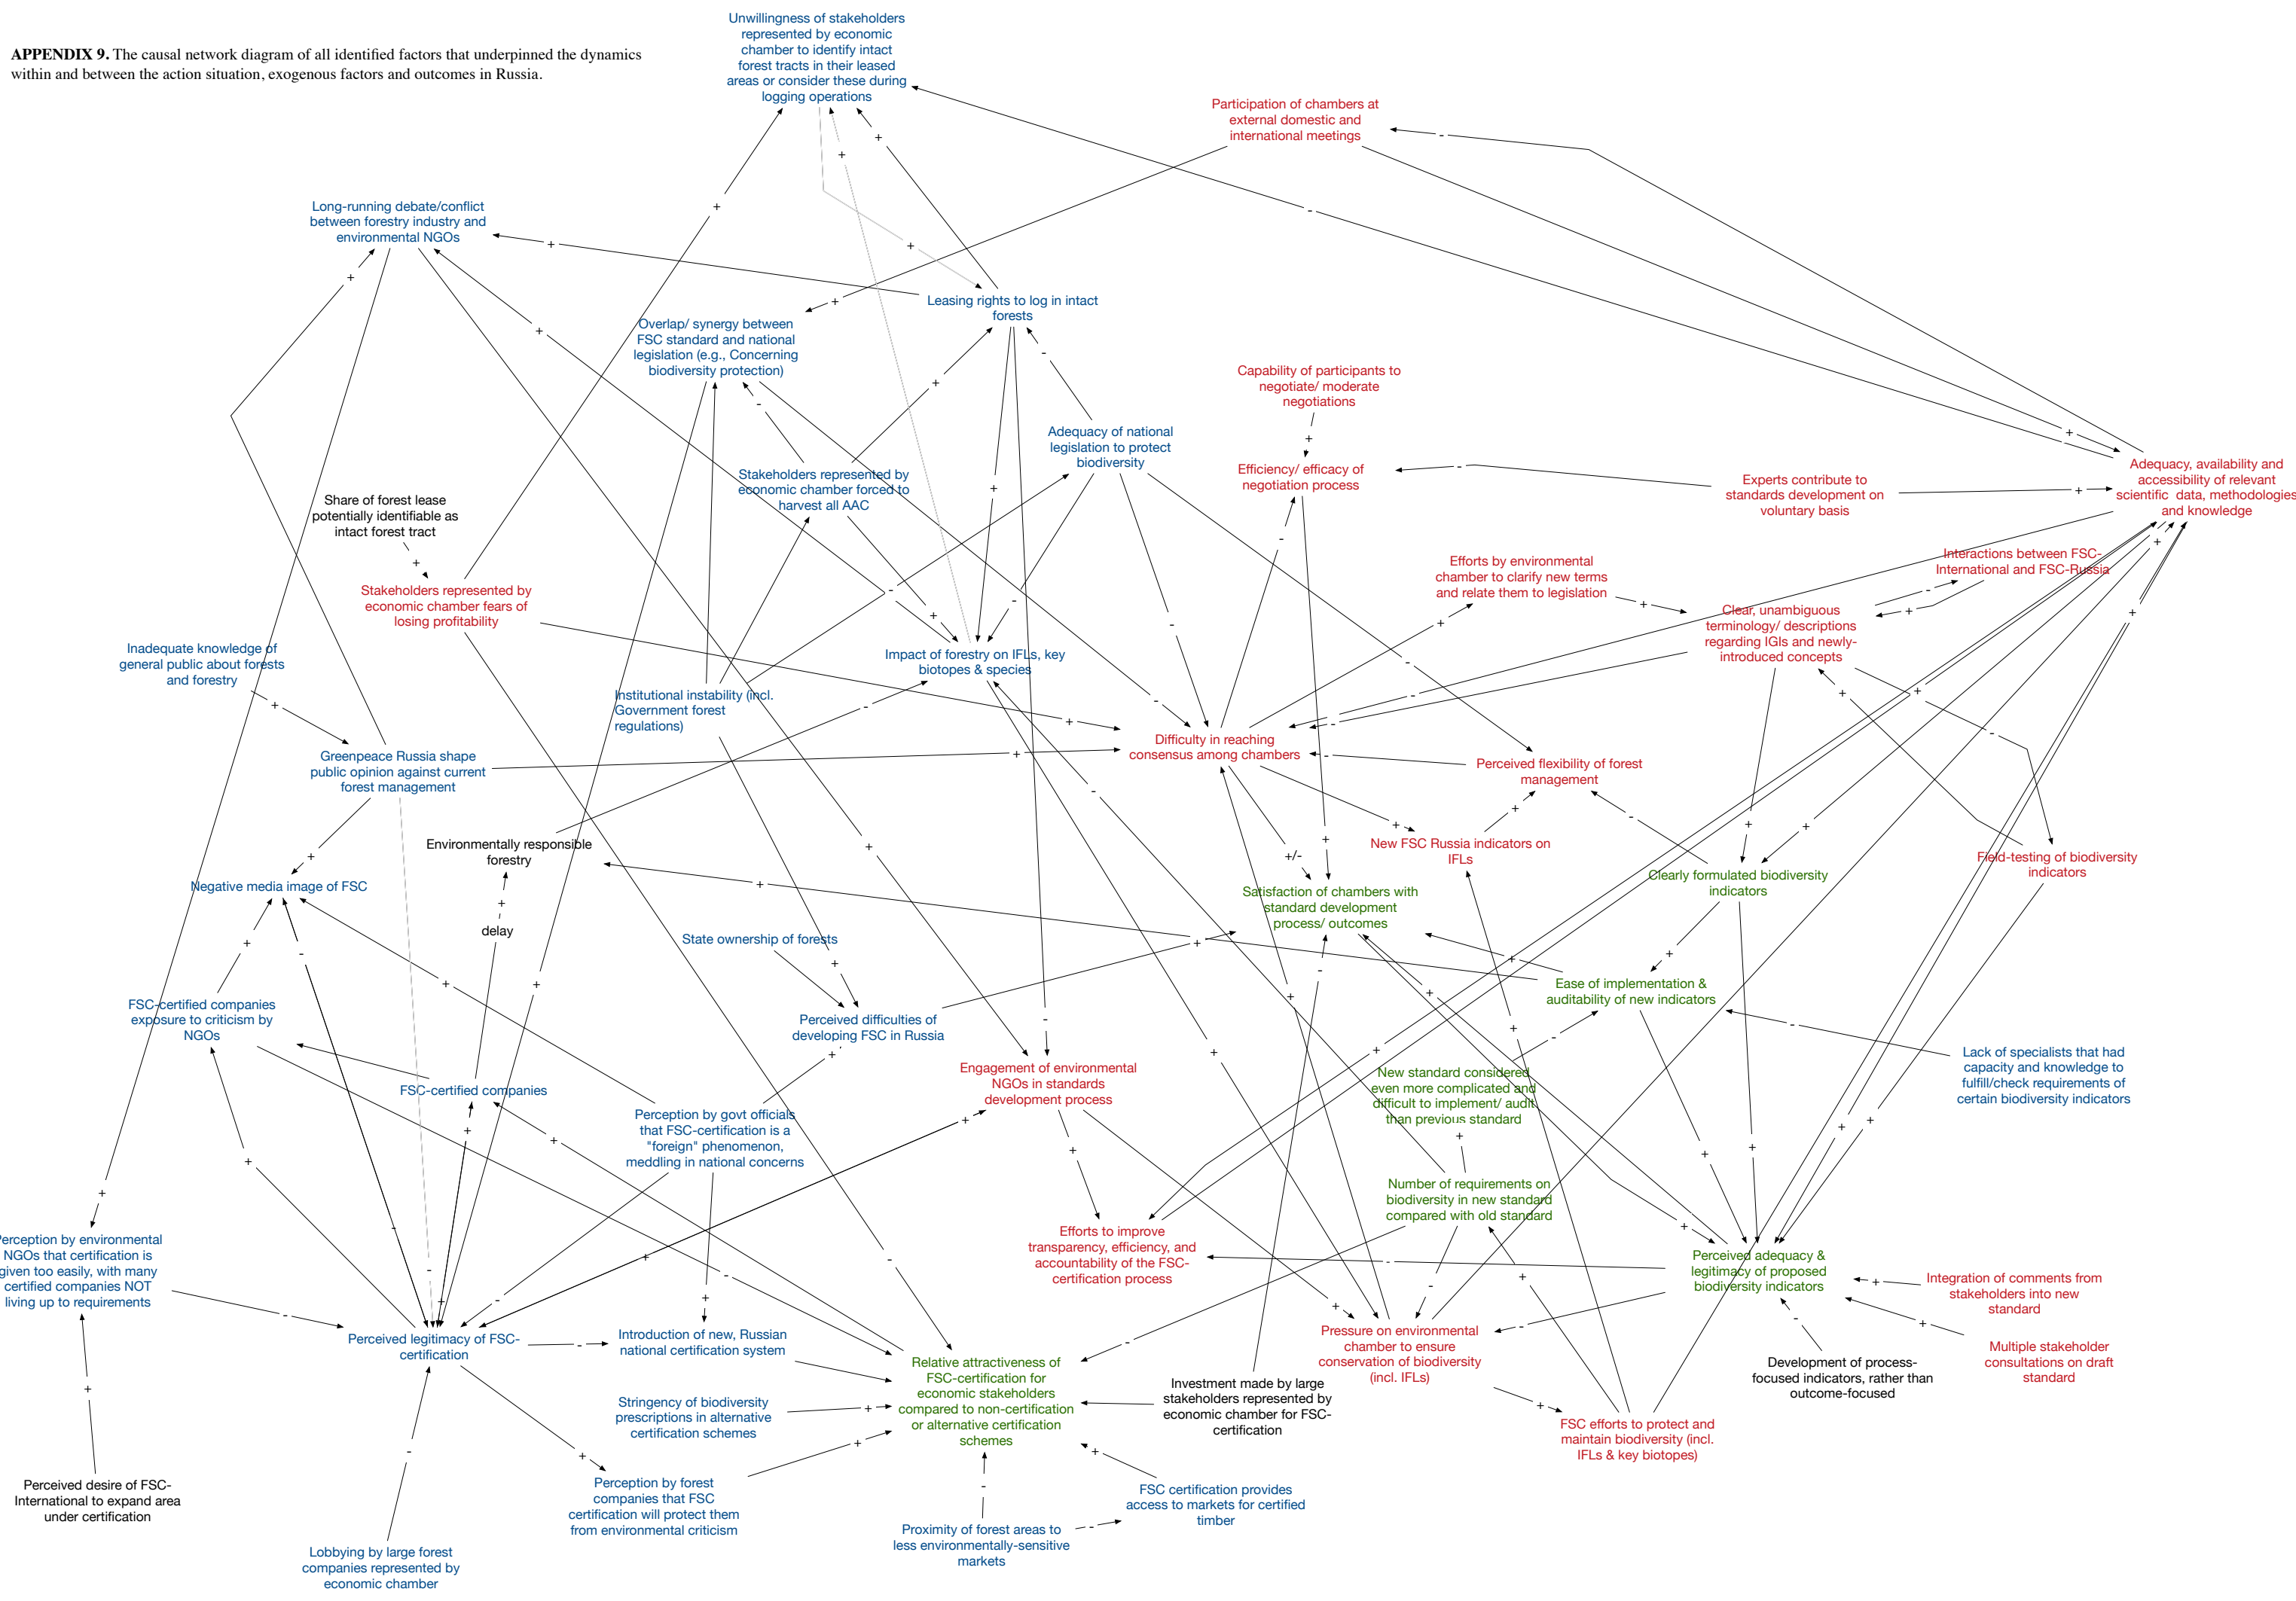 APPENDIX 9. The causal network diagram of all identified factors that underpinned the dynamics
within and between the action situation, exogenous factors and outcomes in Russia.
Unwillingness of stakeholders
represented by economic
chamber to identify intact
forest tracts in their leased
areas or consider these during
logging operations
Participation of chambers at
external domestic and
international meetings
Long-running debate/conflict
between forestry industry and
environmental NGOs
Leasing rights to log in intact
forests
Overlap/ synergy between
FSC standard and national
legislation (e.g., Concerning
biodiversity protection)
Capability of participants to
negotiate/ moderate
negotiations
Adequacy of national
legislation to protect
biodiversity
Efficiency/ efficacy of
negotiation process
Experts contribute to
standards development on
voluntary basis
Adequacy, availability and
accessibility of relevant
scientific data, methodologies
and knowledge
Stakeholders represented by
economic chamber forced to
harvest all AAC
Share of forest lease
potentially identifiable as
intact forest tract
Stakeholders represented by
economic chamber fears of
losing profitability
Efforts by environmental
chamber to clarify new terms
and relate them to legislation
Interactions between FSC-
International and FSC-Russia
Clear, unambiguous
terminology/ descriptions
regarding IGIs and newly-
introduced concepts
Inadequate knowledge of
general public about forests
and forestry
Impact of forestry on IFLs, key
biotopes & species
Institutional instability (incl.
Government forest
regulations)
Difficulty in reaching
consensus among chambers
Perceived flexibility of forest
management
Greenpeace Russia shape
public opinion against current
forest management
Environmentally responsible
forestry
New FSC Russia indicators on
IFLs
Field-testing of biodiversity
indicators
Clearly formulated biodiversity
indicators
Negative media image of FSC
Satisfaction of chambers with
standard development
process/ outcomes
delay
State ownership of forests
Ease of implementation &
auditability of new indicators
FSC-certified companies
exposure to criticism by
NGOs
Perceived difficulties of
developing FSC in Russia
Lack of specialists that had
capacity and knowledge to
fulfill/check requirements of
certain biodiversity indicators
Engagement of environmental
NGOs in standards
development process
New standard considered
even more complicated and
difficult to implement/ audit
than previous standard
FSC-certified companies
Perception by govt officials
that FSC-certification is a
"foreign" phenomenon,
meddling in national concerns
Number of requirements on
biodiversity in new standard
compared with old standard
Efforts to improve
transparency, efficiency, and
accountability of the FSC-
certification process
Perception by environmental
NGOs that certification is
given too easily, with many
certified companies NOT
living up to requirements
Perceived adequacy &
legitimacy of proposed
biodiversity indicators
Integration of comments from
stakeholders into new
standard
Perceived legitimacy of FSC-
certification
Introduction of new, Russian
national certification system
Pressure on environmental
chamber to ensure
conservation of biodiversity
(incl. IFLs)
Multiple stakeholder
consultations on draft
standard
Relative attractiveness of
FSC-certification for
economic stakeholders
compared to non-certification
or alternative certification
schemes
Development of process-
focused indicators, rather than
outcome-focused
Investment made by large
stakeholders represented by
economic chamber for FSC-
certification
Stringency of biodiversity
prescriptions in alternative
certification schemes
FSC efforts to protect and
maintain biodiversity (incl.
IFLs & key biotopes)
Perceived desire of FSC-
International to expand area
under certification
Perception by forest
companies that FSC
certification will protect them
from environmental criticism
FSC certification provides
access to markets for certified
timber
Proximity of forest areas to
less environmentally-sensitive
markets
Lobbying by large forest
companies represented by
economic chamber
+/-